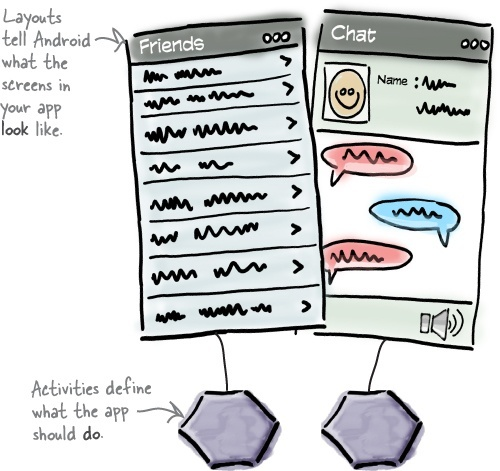 Layouts
tell Android
what the
screens in
your app
look like.
Friends
Chat
Name :
Activities define
what the app
should do.